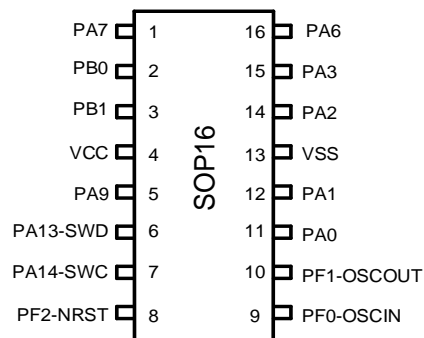 PA7 1 16 PA6
PB0 2 15 PA3
PB1 3 14 PA2
VCC 4 13 VSS
PA9 5 12 PA1
PA13-SWD 6 11 PA0
PA14-SWC 7 10 PF1-OSCOUT
PF2-NRST 8 9 PF0-OSCIN
SOP16